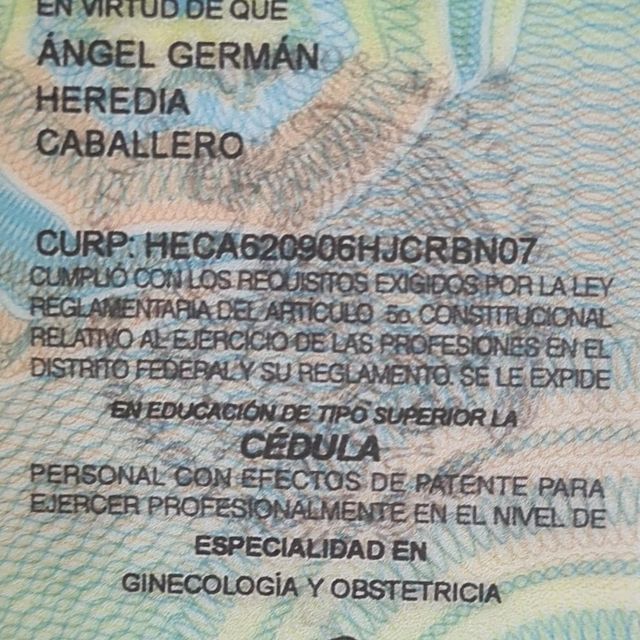 EN VIRTUD DE QUE
ÁNGEL GERMÁN
HEREDIA
CABALLERO
CURP: HECA620906HJCRBN07
CUMPLIÓ CON LOS REQUISITOS EXIGIDOS POR LA LEY
REGLAMENTARIA DEL ARTÍCULO 5o. CONSTITUCIONAL
RELATIVO AL EJERCICIO DE LAS PROFESIONES EN EL
DISTRITO FEDERAL Y SU REGLAMENTO. SE LE EXPIDE
EN EDUCACIÓN DE TIPO SUPERIOR LA
CÉDULA
PERSONAL CON EFECTOS DE PATENTE PARA
EJERCER PROFESIONALMENTE EN EL NIVEL DE
ESPECIALIDAD EN
GINECOLOGíA Y OBSTETRICIA